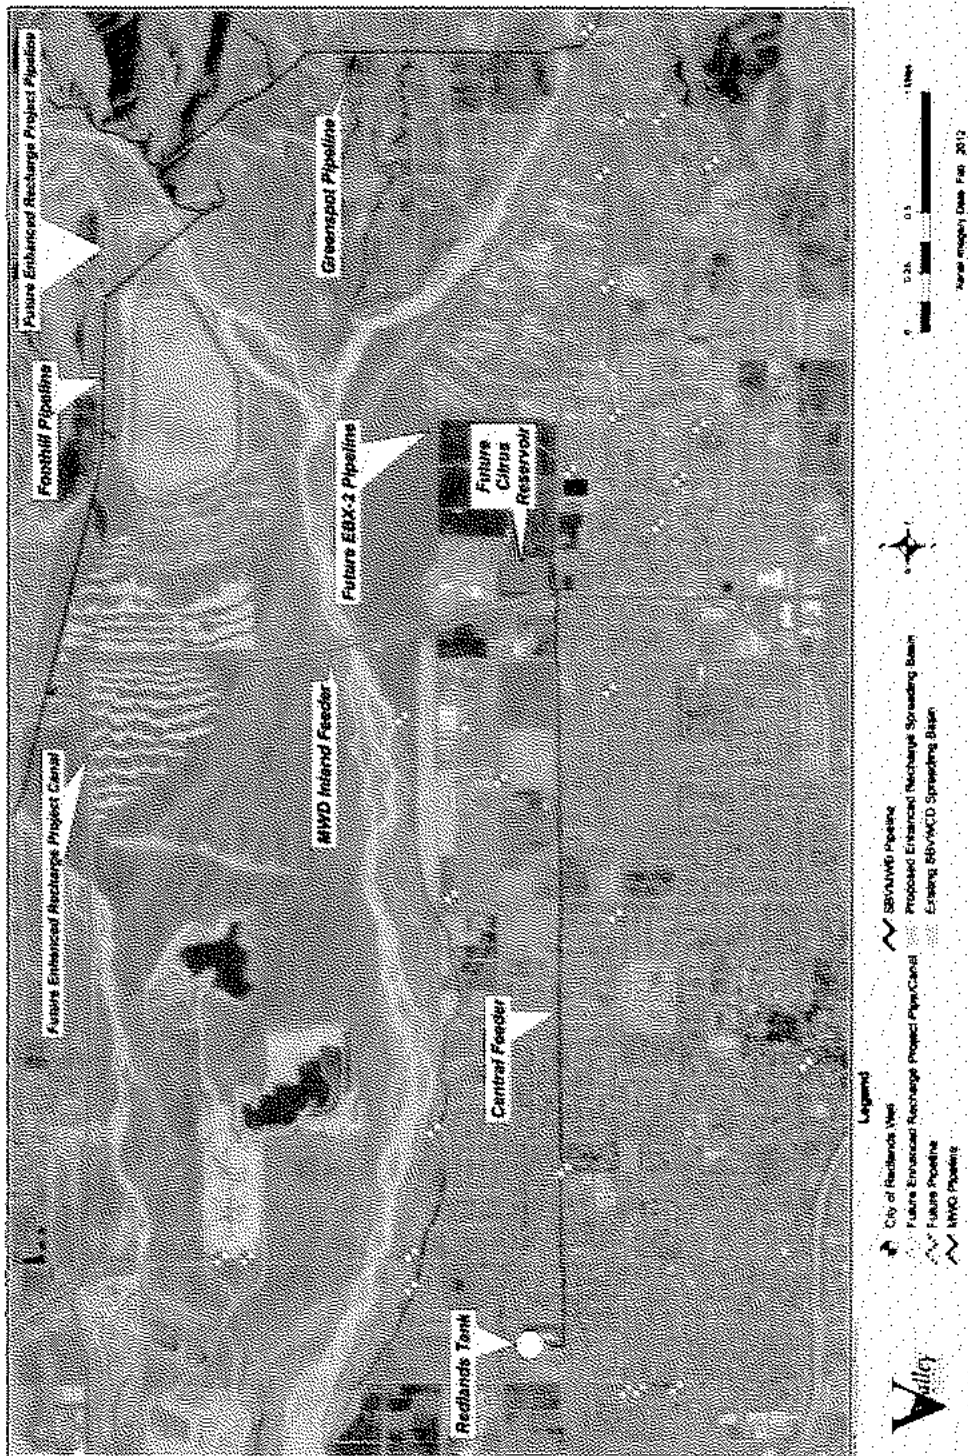 Future Enhanced Recharge Project Pipeline
Foothill Pipeline
Future Enhanced Recharge Project Canal
Greenspot Pipeline
Future EBX-2 Pipeline
MWD Inland Feeder
Future
Citrus
Reservoir
Central Feeder
Redlands Tank
Legend
City of Redlands Well
Future Enhanced Recharge Project Pipe/Canal
Future Pipeline
MWD Pipeline
SBVMWD Pipeline
Proposed Enhanced Recharge Spreading Basin
Existing SBVWCD Spreading Basin
0 0.25 0.5 1 Miles
Aerial Imagery Date: Feb 2012
Valley